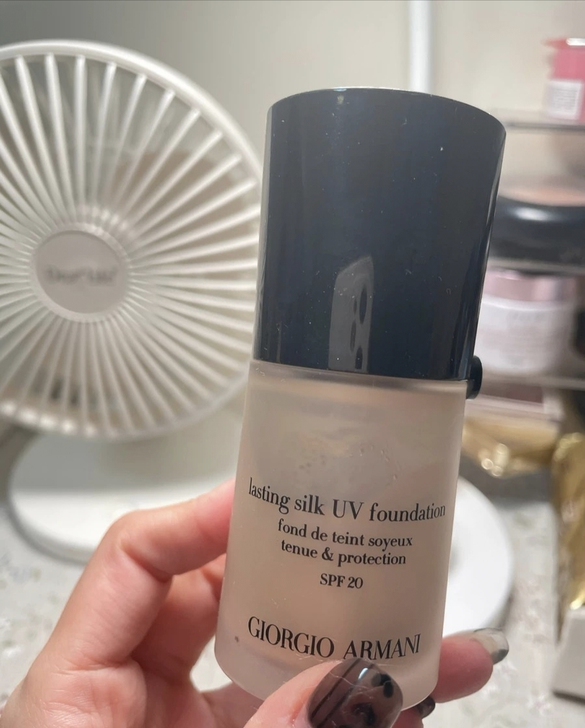 lasting silk UV foundation
fond de teint soyeux
tenue & protection
SPF 20
GIORGIO ARMANI